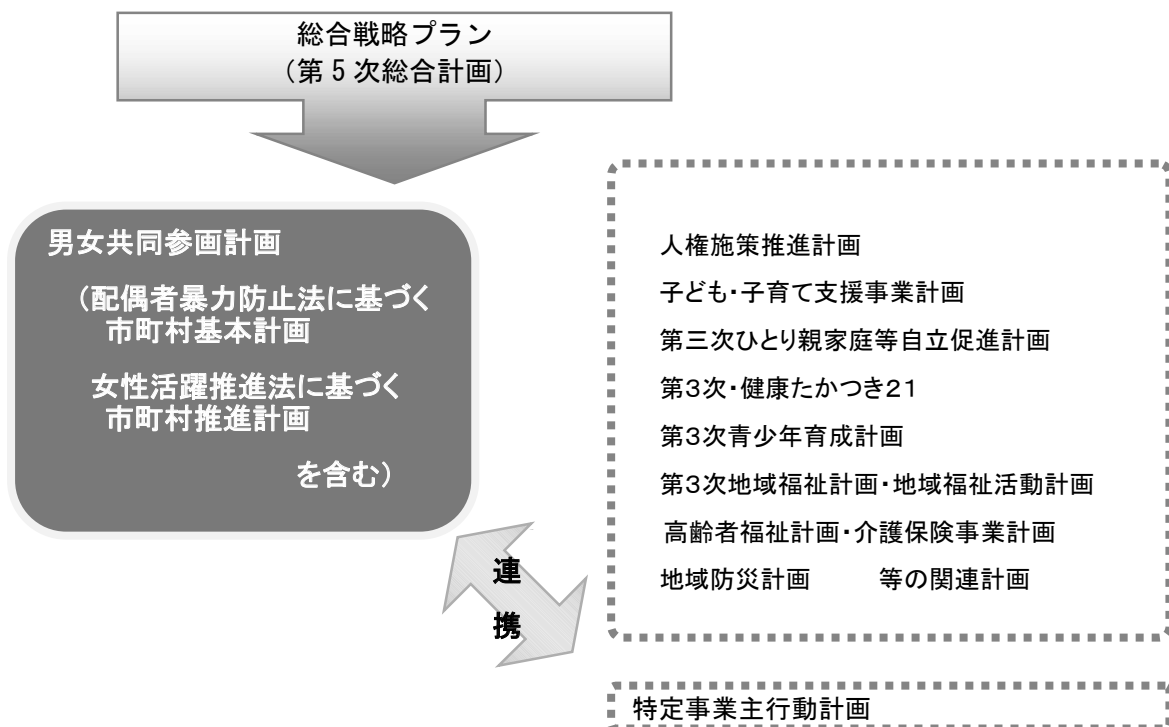 総合戦略プラン
（第5次総合計画）
男女共同参画計画
（配偶者暴力防止法に基づく
市町村基本計画
女性活躍推進法に基づく
市町村推進計画
を含む）
連
携
人権施策推進計画
子ども・子育て支援事業計画
第三次ひとり親家庭等自立促進計画
第３次・健康たかつき２１
第３次青少年育成計画
第３次地域福祉計画・地域福祉活動計画
高齢者福祉計画・介護保険事業計画
地域防災計画　　　等の関連計画
特定事業主行動計画